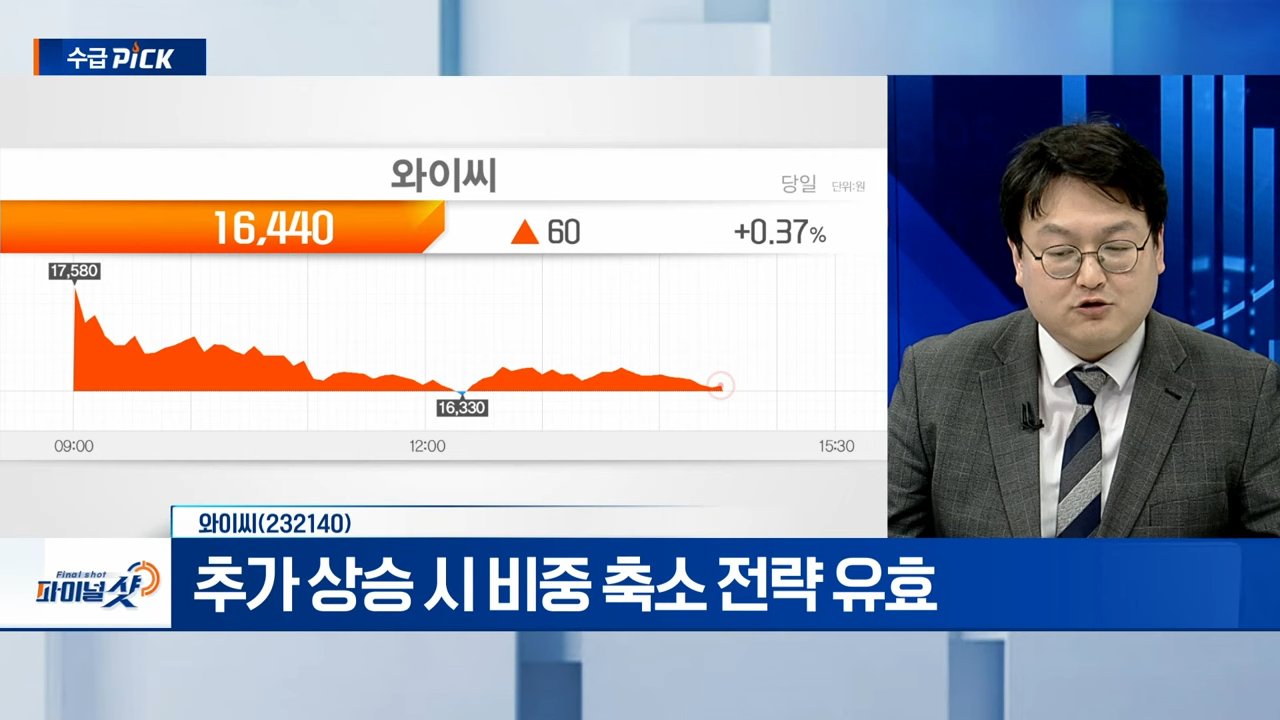 수급 PiCK
와이씨
당일 단위:원
16,440 ▲ 60 +0.37%
17,580
16,330
09:00 12:00 15:30
와이씨(232140)
Final shot
파이널샷
추가 상승 시 비중 축소 전략 유효